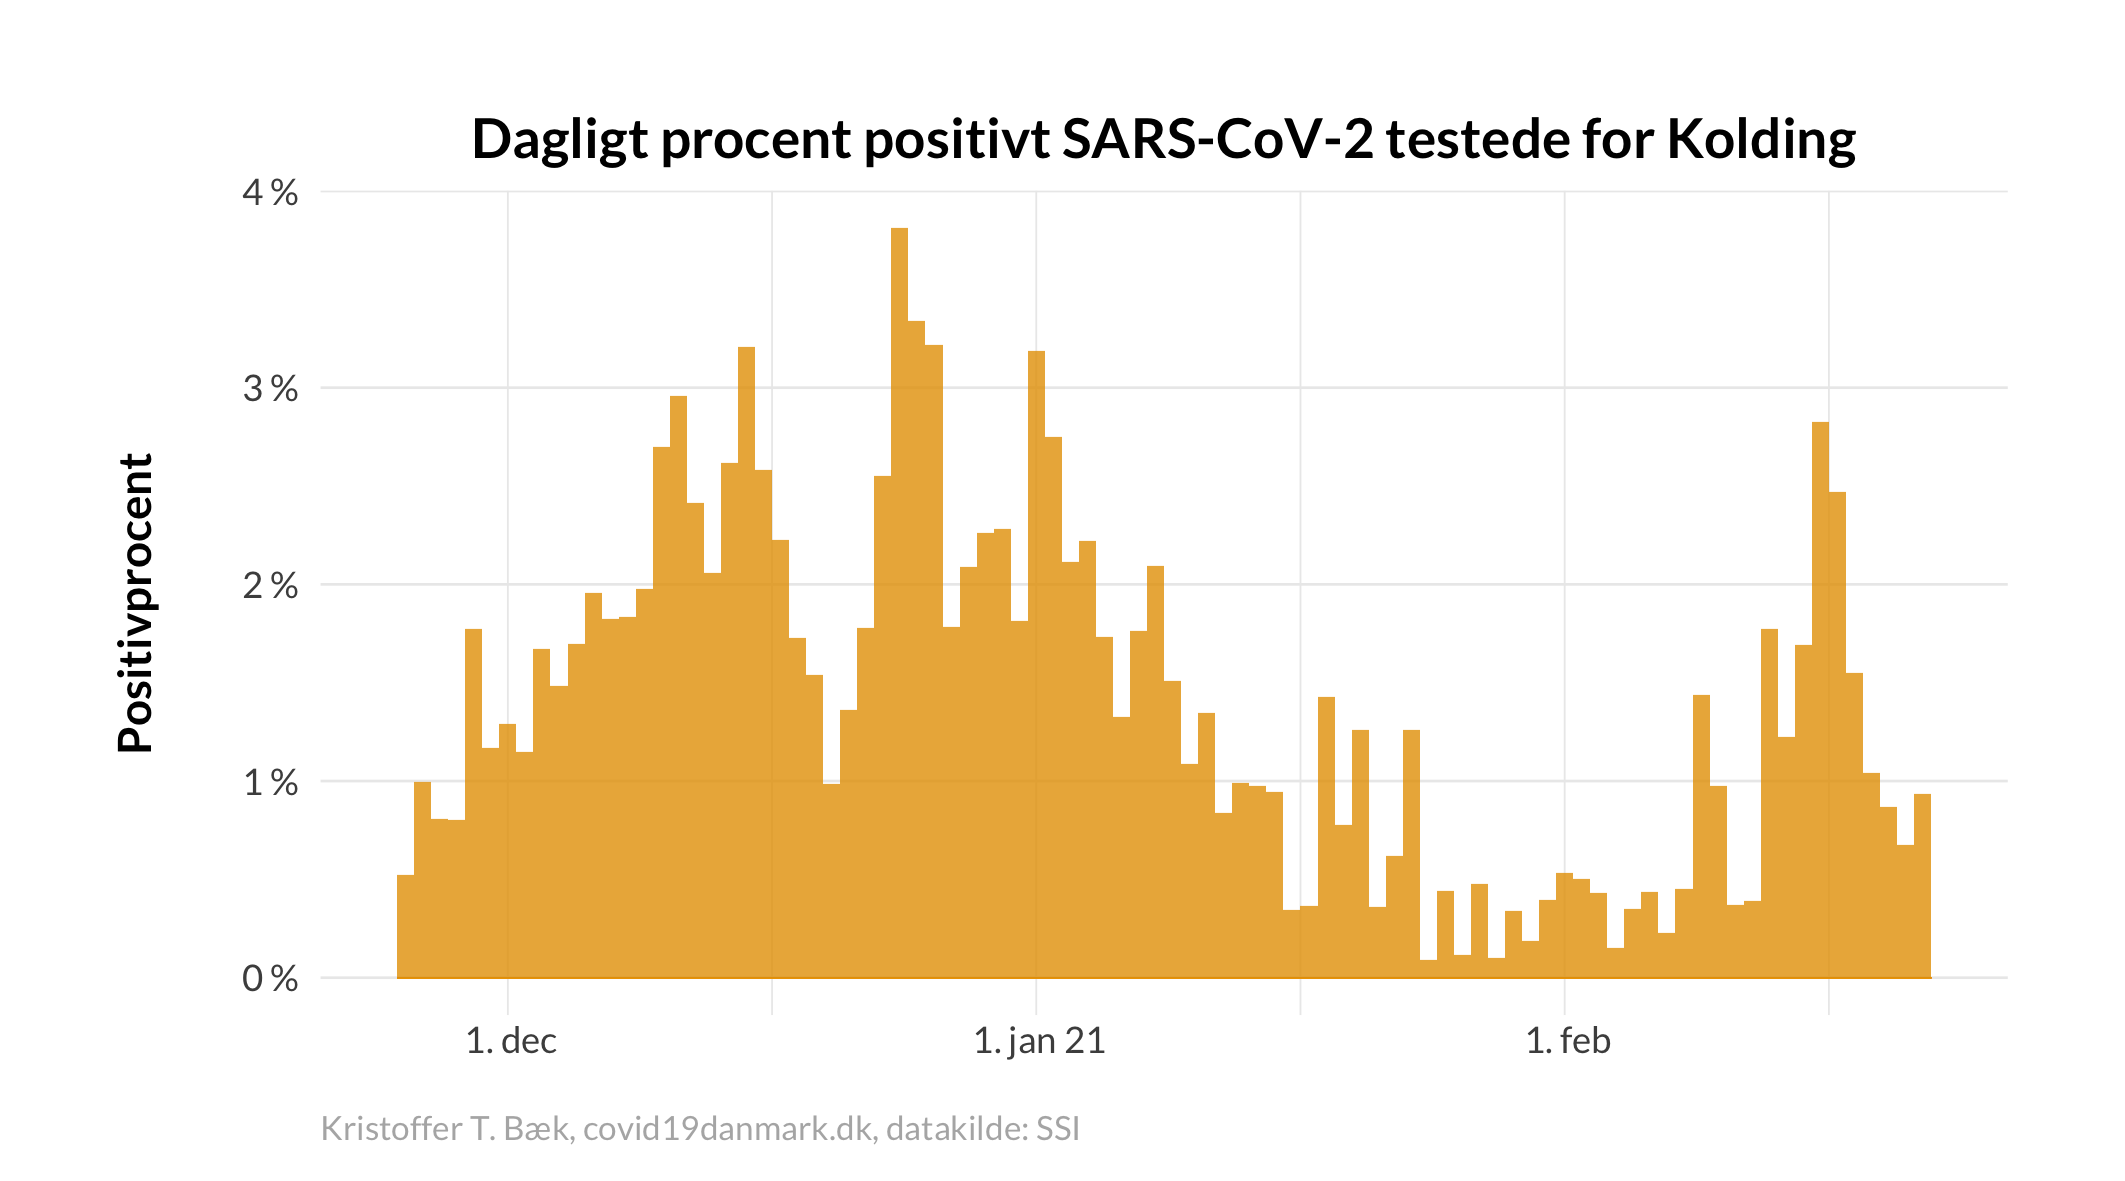 Dagligt procent positivt SARS-CoV-2 testede for Kolding
4 %
3 %
2 %
1 %
0 %
Positivprocent
1. dec
1. jan 21
1. feb
Kristoffer T. Bæk, covid19danmark.dk, datakilde: SSI